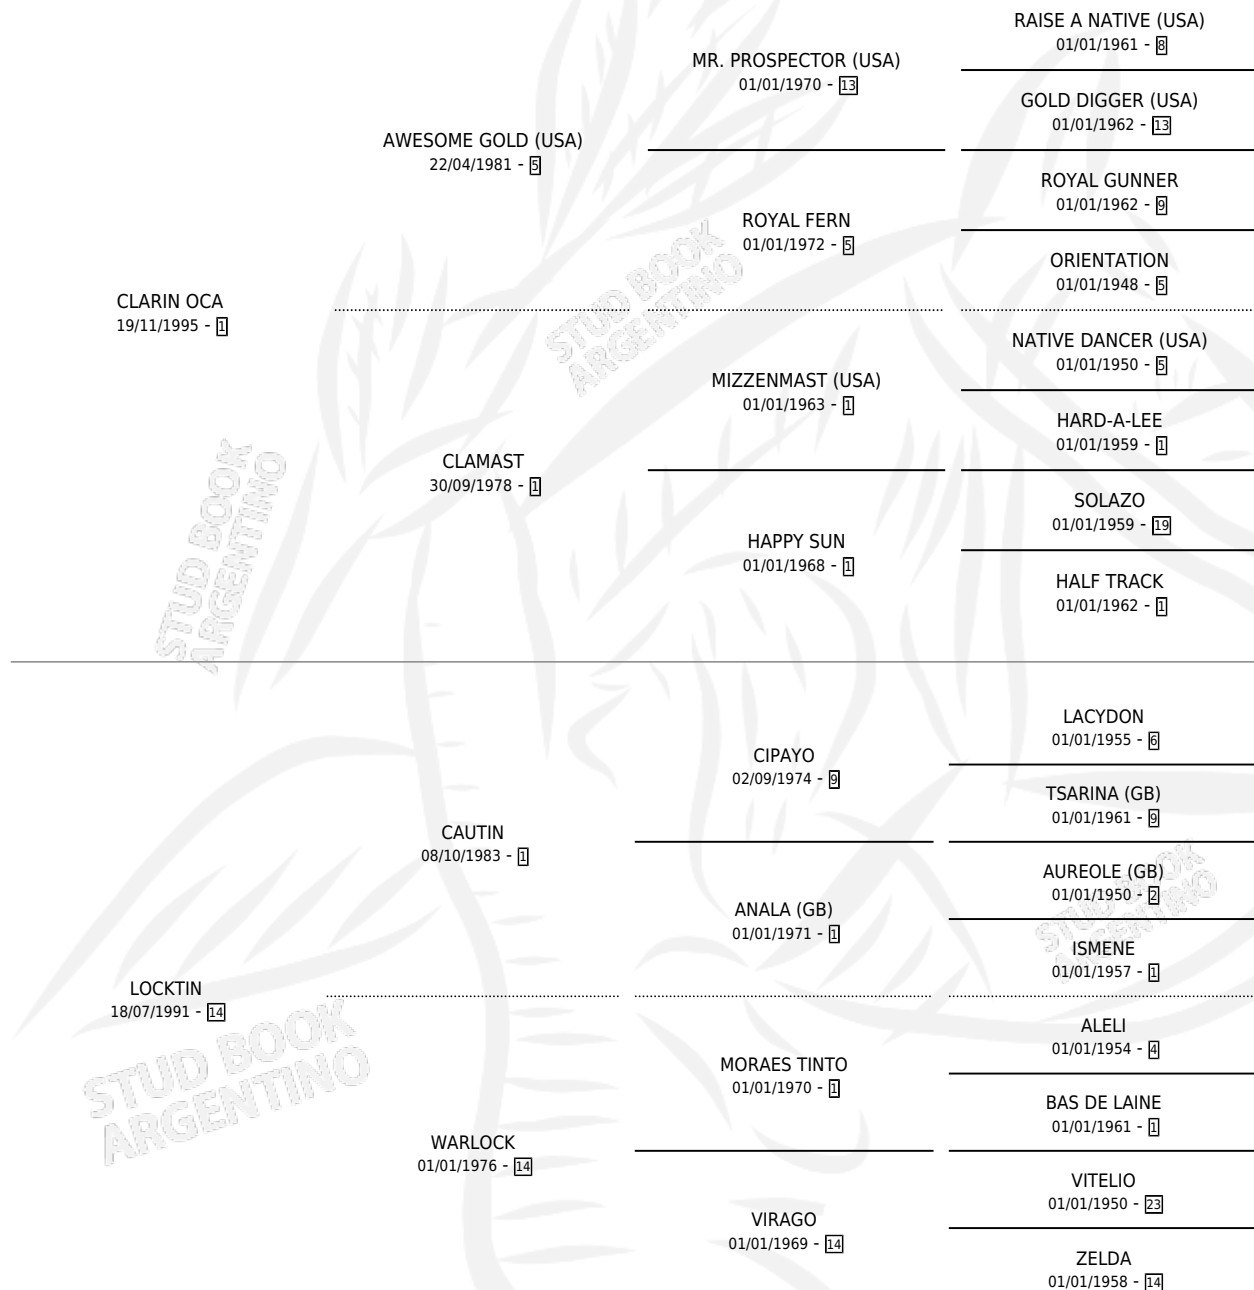 RAISE A NATIVE (USA)
01/01/1961 - 8
MR. PROSPECTOR (USA)
01/01/1970 - 13
GOLD DIGGER (USA)
01/01/1962 - 13
AWESOME GOLD (USA)
22/04/1981 - 5
ROYAL GUNNER
01/01/1962 - 9
ROYAL FERN
01/01/1972 - 5
ORIENTATION
01/01/1948 - 5
CLARIN OCA
19/11/1995 - 1
NATIVE DANCER (USA)
01/01/1950 - 5
MIZZENMAST (USA)
01/01/1963 - 1
HARD-A-LEE
01/01/1959 - 1
CLAMAST
30/09/1978 - 1
SOLAZO
01/01/1959 - 19
HAPPY SUN
01/01/1968 - 1
HALF TRACK
01/01/1962 - 1
STUD BOOK
ARGENTINO
STUD BOOK
ARGENTINO
LACYDON
01/01/1955 - 6
CIPAYO
02/09/1974 - 9
TSARINA (GB)
01/01/1961 - 9
CAUTIN
08/10/1983 - 1
AUREOLE (GB)
01/01/1950 - 2
ANALA (GB)
01/01/1971 - 1
ISMENE
01/01/1957 - 1
LOCKTIN
18/07/1991 - 14
ALELI
01/01/1954 - 4
MORAES TINTO
01/01/1970 - 1
BAS DE LAINE
01/01/1961 - 1
WARLOCK
01/01/1976 - 14
VITELIO
01/01/1950 - 23
VIRAGO
01/01/1969 - 14
ZELDA
01/01/1958 - 14
STUD BOOK
ARGENTINO
STUD BOOK
ARGENTINO